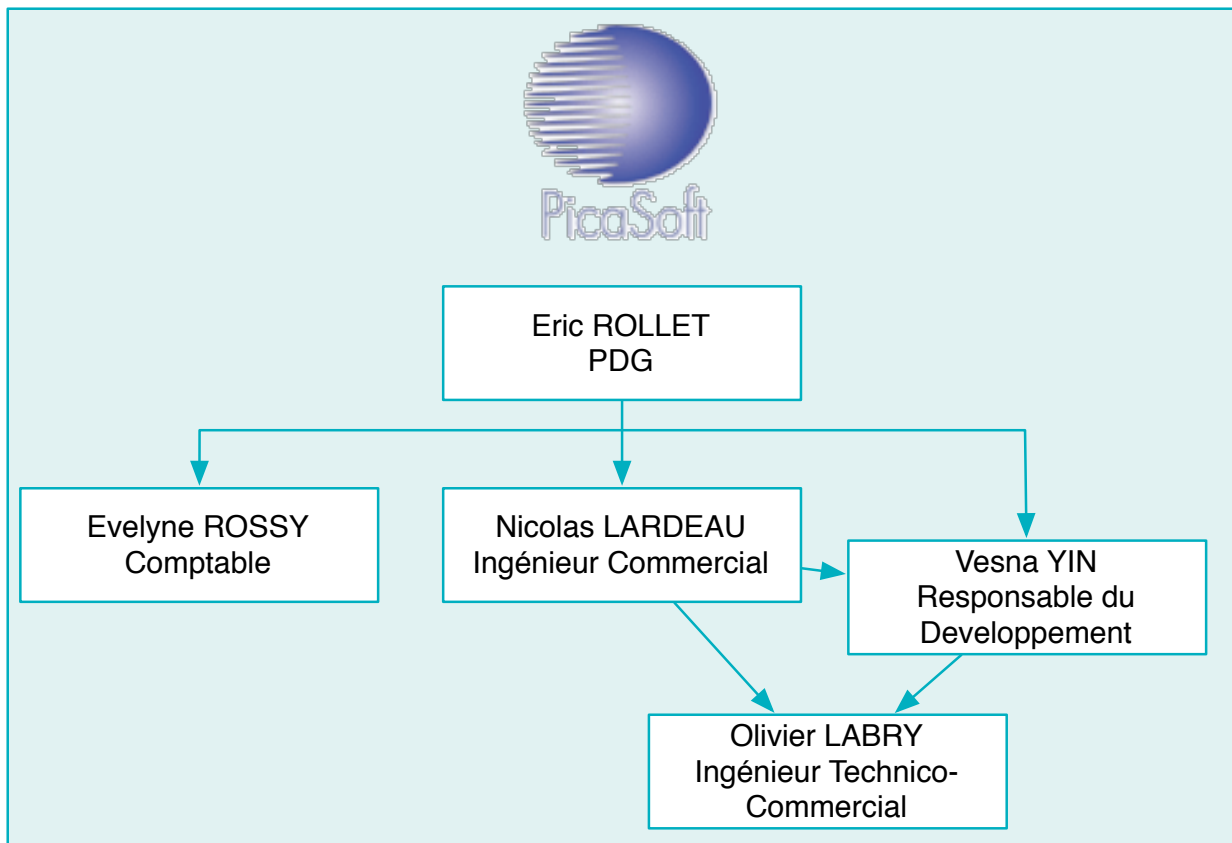 PicaSoft
Eric ROLLET
PDG
Evelyne ROSSY
Comptable
Nicolas LARDEAU
Ingénieur Commercial
Vesna YIN
Responsable du
Developpement
Olivier LABRY
Ingénieur Technico-
Commercial